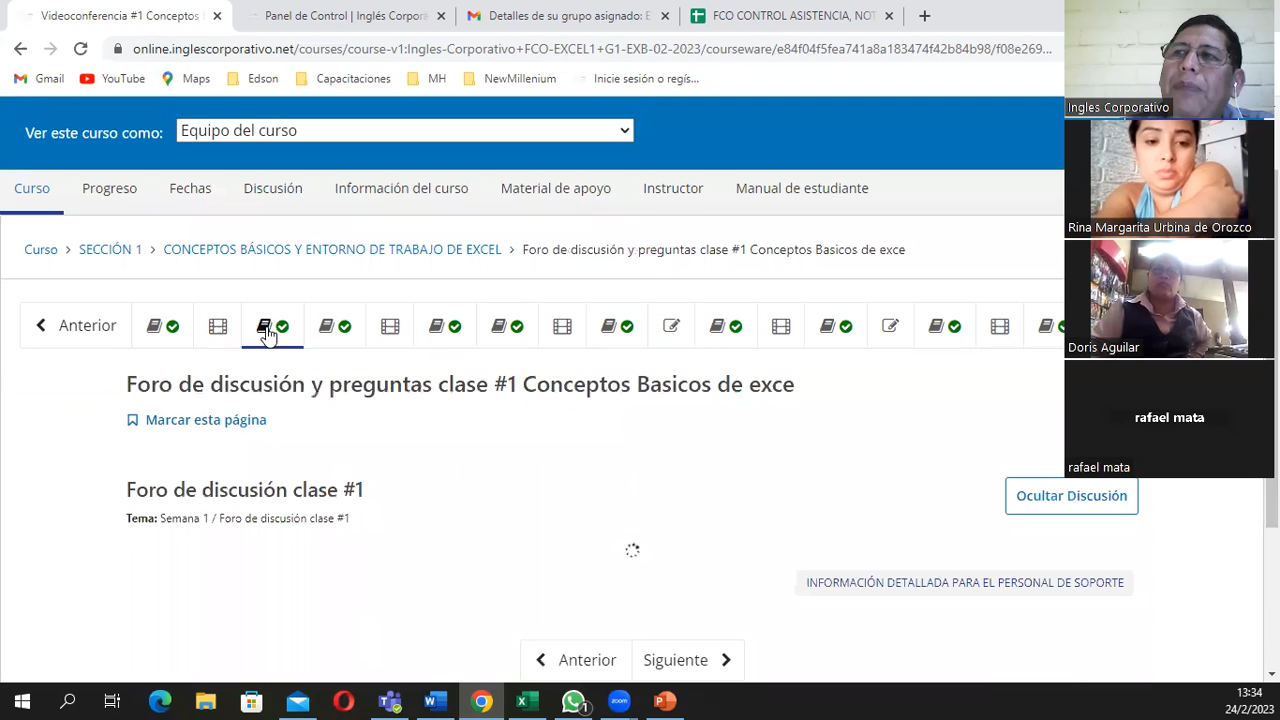 Videoconferencia #1 Conceptos
Panel de Control | Inglés Corpora
Detalles de su grupo asignado: E
FCO CONTROL ASISTENCIA, NOT
online.inglescorporativo.net/courses/course-v1:Ingles-Corporativo+FCO-EXCEL1+G1-EXB-02-2023/courseware/e84f04f5fea741a8a183474f42b84b98/f08e269...
Gmail
YouTube
Maps
Edson
Capacitaciones
MH
NewMillenium
Inicie sesión o regís...
Ver este curso como:
Equipo del curso
Curso
Progreso
Fechas
Discusión
Información del curso
Material de apoyo
Instructor
Manual de estudiante
Curso > SECCIÓN 1 > CONCEPTOS BÁSICOS Y ENTORNO DE TRABAJO DE EXCEL > Foro de discusión y preguntas clase #1 Conceptos Basicos de exce
Anterior
Foro de discusión y preguntas clase #1 Conceptos Basicos de exce
Marcar esta página
Foro de discusión clase #1
Ocultar Discusión
Tema: Semana 1 / Foro de discusión clase #1
INFORMACIÓN DETALLADA PARA EL PERSONAL DE SOPORTE
Anterior
Siguiente
Ingles Corporativo
Rina Margarita Urbina de Orozco
Doris Aguilar
rafael mata
rafael mata
1
zoom
13:34
24/2/2023